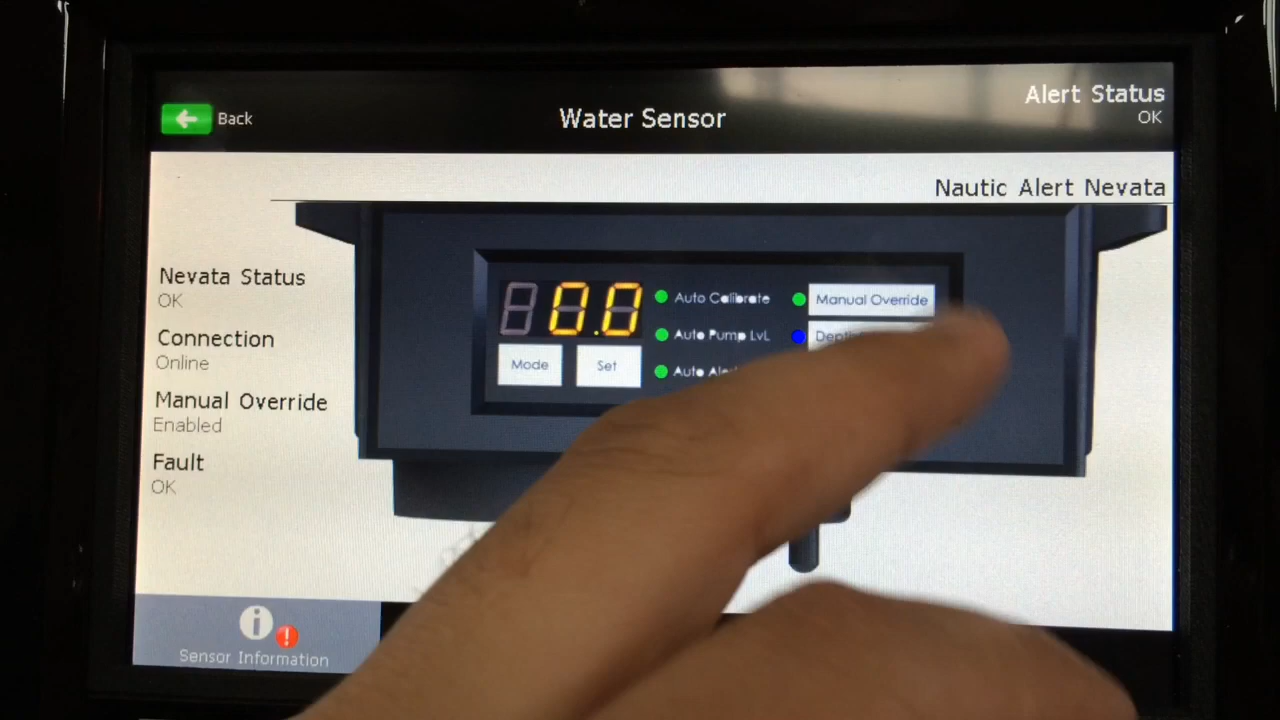 Alert Status
OK
Back
Water Sensor
Nautic Alert Nevata
Nevata Status
OK
Connection
Online
Manual Override
Enabled
Fault
OK
0.0
Auto Calibrate
Manual Override
Auto Pump LvL
Mode
Set
Auto
Sensor Information